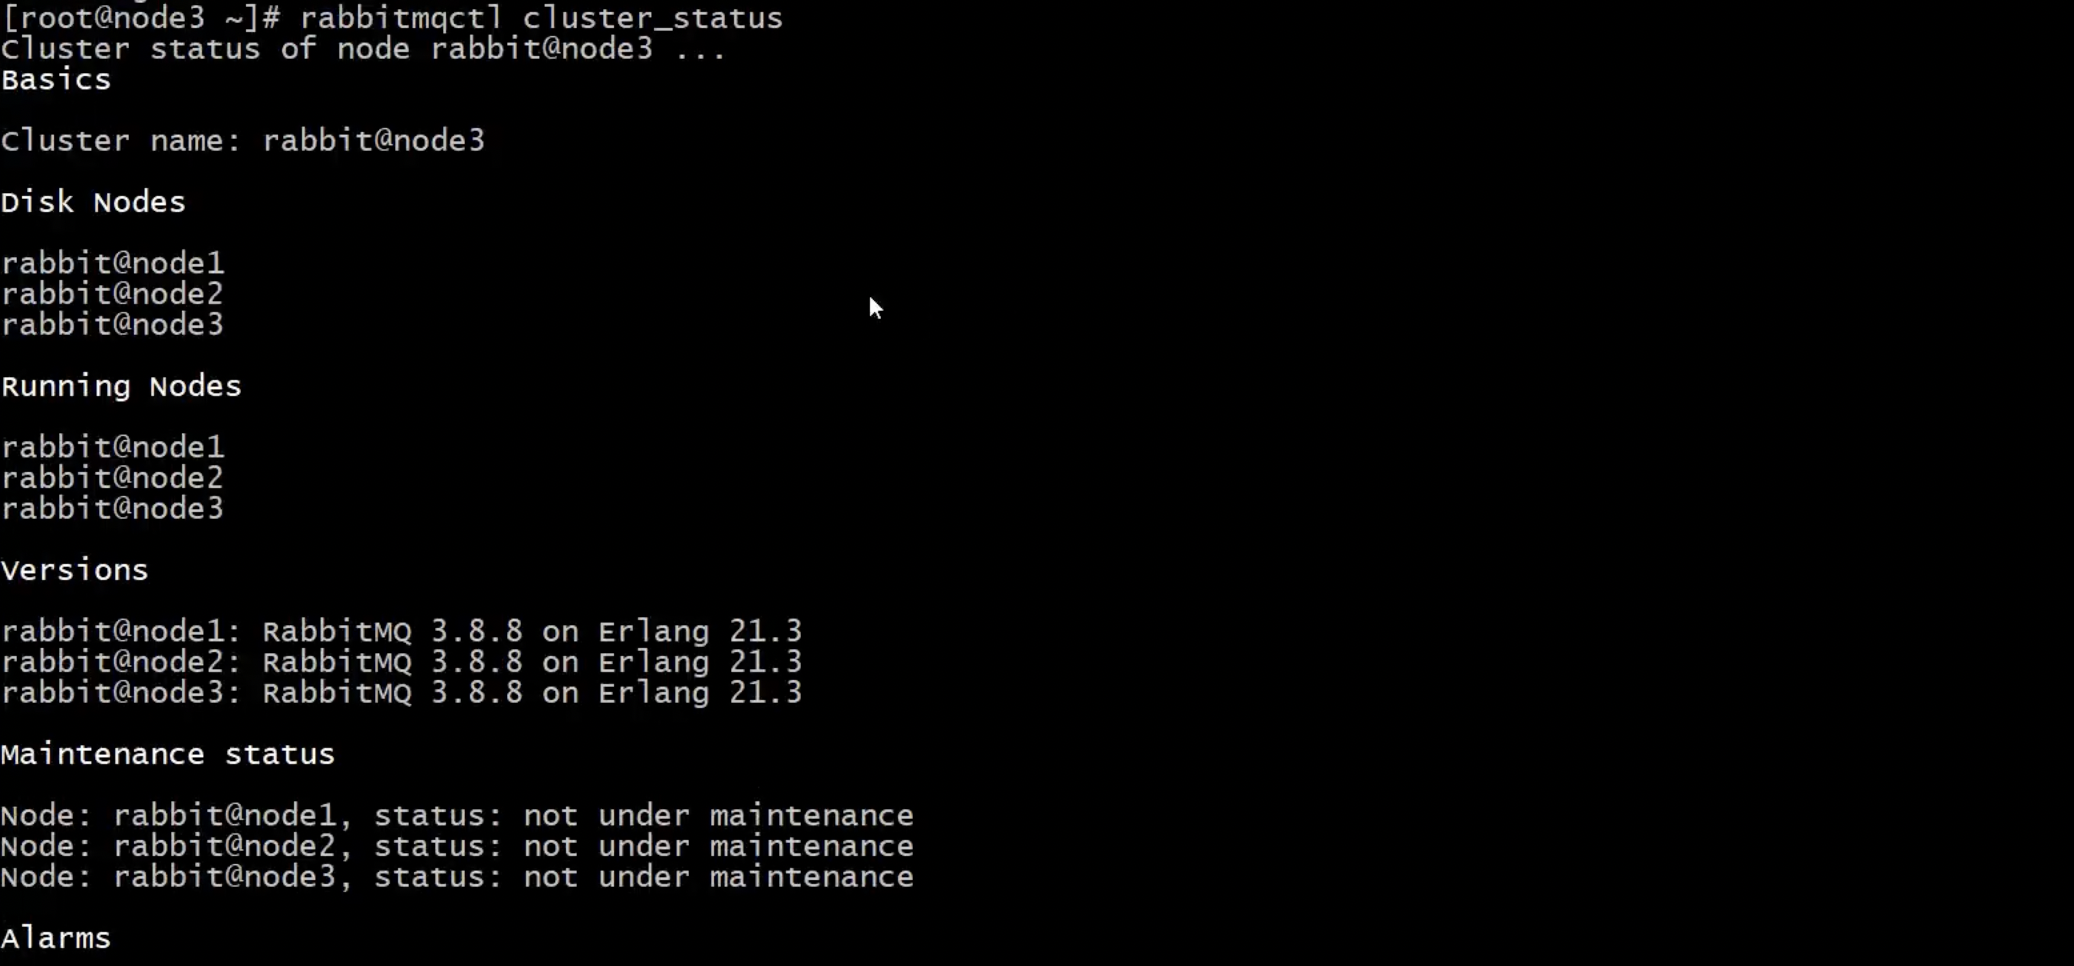 [root@node3 ~]# rabbitmqctl cluster_status
Cluster status of node rabbit@node3 ...
Basics
Cluster name: rabbit@node3
Disk Nodes
rabbit@node1
rabbit@node2
rabbit@node3
Running Nodes
rabbit@node1
rabbit@node2
rabbit@node3
Versions
rabbit@node1: RabbitMQ 3.8.8 on Erlang 21.3
rabbit@node2: RabbitMQ 3.8.8 on Erlang 21.3
rabbit@node3: RabbitMQ 3.8.8 on Erlang 21.3
Maintenance status
Node: rabbit@node1, status: not under maintenance
Node: rabbit@node2, status: not under maintenance
Node: rabbit@node3, status: not under maintenance
Alarms